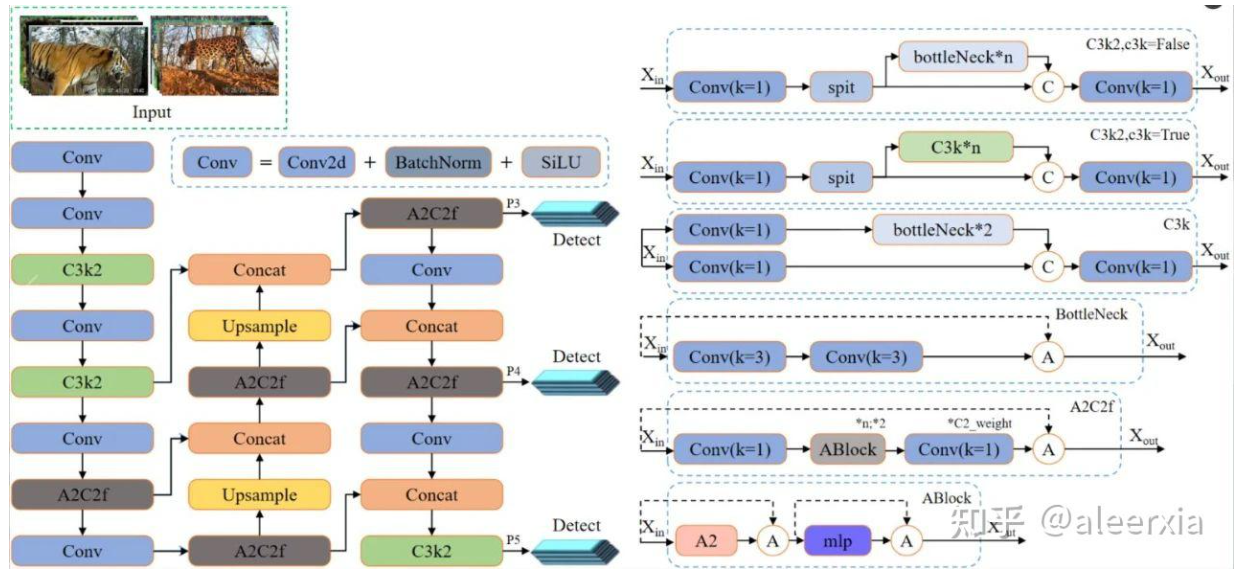 Input
Conv
=
Conv2d
+
BatchNorm
+
SiLU
Conv
Conv
C3k2
Conv
C3k2
Conv
A2C2f
Conv
Concat
Upsample
A2C2f
Concat
Upsample
A2C2f
A2C2f
P3
Detect
Conv
Concat
Detect
A2C2f
P4
Conv
Concat
Detect
C3k2
P5
C3k2,c3k=False
bottleNeck*n
Xin
Conv(k=1)
spit
C
Conv(k=1)
Xout
C3k2,c3k=True
C3k*n
Xin
Conv(k=1)
spit
C
Conv(k=1)
Xout
C3k
Conv(k=1)
bottleNeck*2
Xin
Conv(k=1)
C
Conv(k=1)
Xout
BottleNeck
Xin
Conv(k=3)
Conv(k=3)
A
Xout
A2C2f
*n;*2
*C2_weight
Xin
Conv(k=1)
ABlock
Conv(k=1)
A
Xout
ABlock
Xin
A2
A
mlp
A
Xout
知乎 @aleerxia